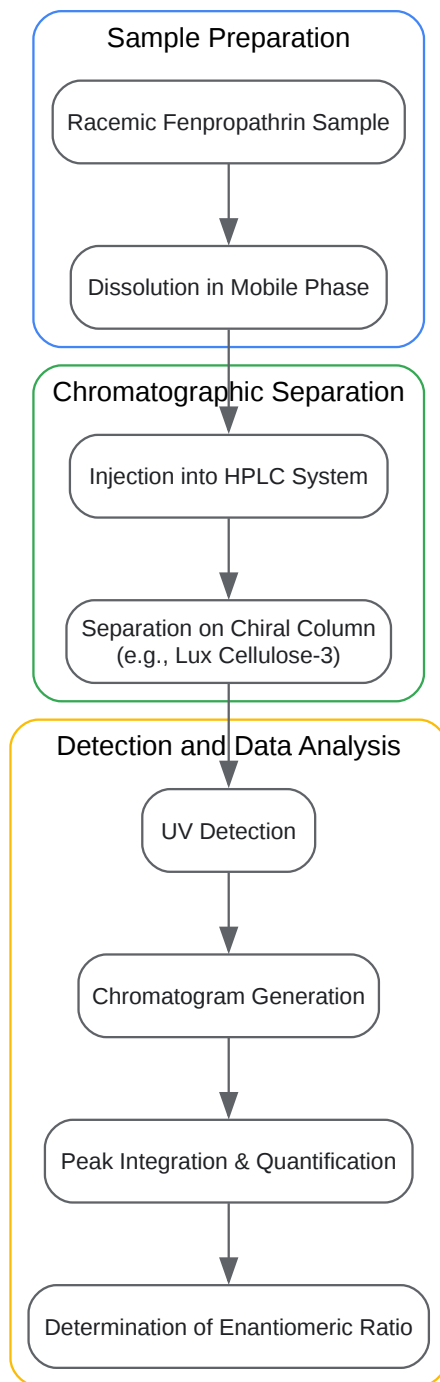 Sample Preparation
Racemic Fenpropathrin Sample
Dissolution in Mobile Phase
Chromatographic Separation
Injection into HPLC System
Separation on Chiral Column
(e.g., Lux Cellulose-3)
Detection and Data Analysis
UV Detection
Chromatogram Generation
Peak Integration & Quantification
Determination of Enantiomeric Ratio